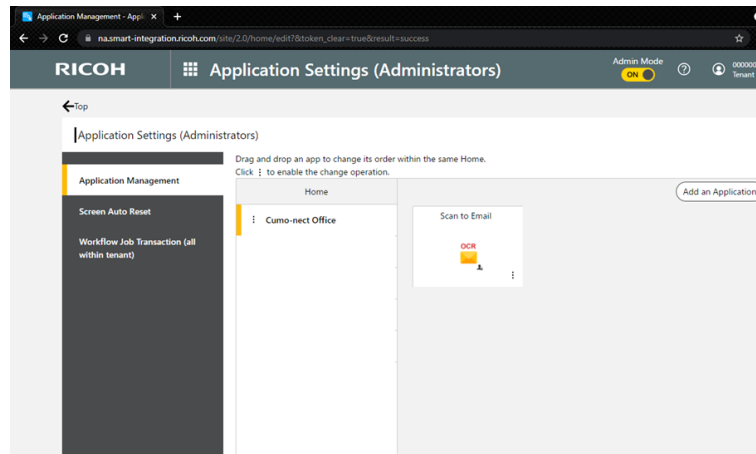 Application Management - Appl
na.smart-integration.ricoh.com/site/2.0/home/edit?&token_clear=true&result=success
RICOH
Application Settings (Administrators)
Admin Mode
ON
000000
Tenant
Top
Application Settings (Administrators)
Application Management
Screen Auto Reset
Workflow Job Transaction (all
within tenant)
Drag and drop an app to change its order within the same Home.
Click ⋮ to enable the change operation.
Home
Add an Application
Cumo-nect Office
Scan to Email
OCR